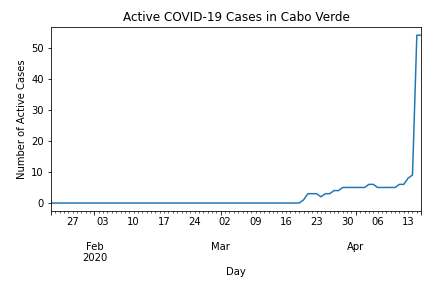 Active COVID-19 Cases in Cabo Verde
Number of Active Cases
50
40
30
20
10
0
27 03 10 17 24 02 09 16 23 30 06 13
Feb Mar Apr
2020
Day